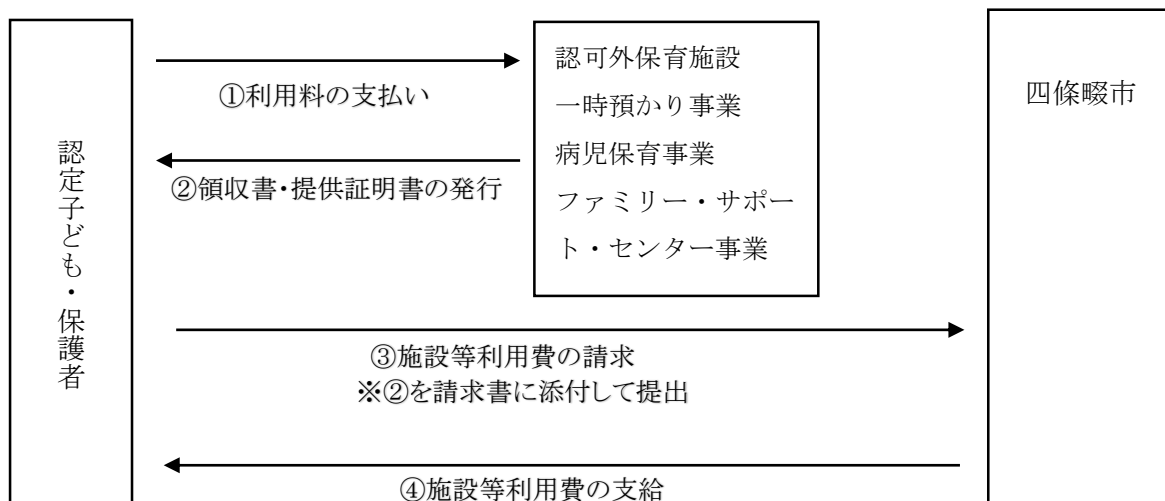 認定子ども・保護者
①利用料の支払い
②領収書・提供証明書の発行
認可外保育施設
一時預かり事業
病児保育事業
ファミリー・サポー
ト・センター事業
四條畷市
③施設等利用費の請求
※②を請求書に添付して提出
④施設等利用費の支給